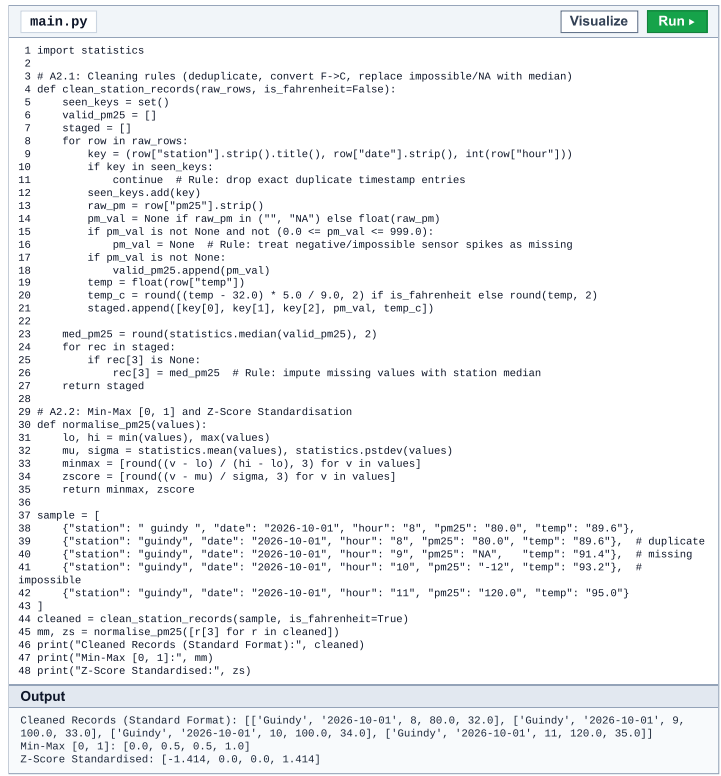 main.py
Visualize
Run ▸
1 import statistics
2
3 # A2.1: Cleaning rules (deduplicate, convert F->C, replace impossible/NA with median)
4 def clean_station_records(raw_rows, is_fahrenheit=False):
5     seen_keys = set()
6     valid_pm25 = []
7     staged = []
8     for row in raw_rows:
9         key = (row["station"].strip().title(), row["date"].strip(), int(row["hour"]))
10         if key in seen_keys:
11             continue  # Rule: drop exact duplicate timestamp entries
12         seen_keys.add(key)
13         raw_pm = row["pm25"].strip()
14         pm_val = None if raw_pm in ("", "NA") else float(raw_pm)
15         if pm_val is not None and not (0.0 <= pm_val <= 999.0):
16             pm_val = None  # Rule: treat negative/impossible sensor spikes as missing
17         if pm_val is not None:
18             valid_pm25.append(pm_val)
19         temp = float(row["temp"])
20         temp_c = round((temp - 32.0) * 5.0 / 9.0, 2) if is_fahrenheit else round(temp, 2)
21         staged.append([key[0], key[1], key[2], pm_val, temp_c])
22
23     med_pm25 = round(statistics.median(valid_pm25), 2)
24     for rec in staged:
25         if rec[3] is None:
26             rec[3] = med_pm25  # Rule: impute missing values with station median
27     return staged
28
29 # A2.2: Min-Max [0, 1] and Z-Score Standardisation
30 def normalise_pm25(values):
31     lo, hi = min(values), max(values)
32     mu, sigma = statistics.mean(values), statistics.pstdev(values)
33     minmax = [round((v - lo) / (hi - lo), 3) for v in values]
34     zscore = [round((v - mu) / sigma, 3) for v in values]
35     return minmax, zscore
36
37 sample = [
38     {"station": " guindy ", "date": "2026-10-01", "hour": "8", "pm25": "80.0", "temp": "89.6"},
39     {"station": "guindy", "date": "2026-10-01", "hour": "8", "pm25": "80.0", "temp": "89.6"},  # duplicate
40     {"station": "guindy", "date": "2026-10-01", "hour": "9", "pm25": "NA",   "temp": "91.4"},  # missing
41     {"station": "guindy", "date": "2026-10-01", "hour": "10", "pm25": "-12", "temp": "93.2"},  #
impossible
42     {"station": "guindy", "date": "2026-10-01", "hour": "11", "pm25": "120.0", "temp": "95.0"}
43 ]
44 cleaned = clean_station_records(sample, is_fahrenheit=True)
45 mm, zs = normalise_pm25([r[3] for r in cleaned])
46 print("Cleaned Records (Standard Format):", cleaned)
47 print("Min-Max [0, 1]:", mm)
48 print("Z-Score Standardised:", zs)
Output
Cleaned Records (Standard Format): [['Guindy', '2026-10-01', 8, 80.0, 32.0], ['Guindy', '2026-10-01', 9,
100.0, 33.0], ['Guindy', '2026-10-01', 10, 100.0, 34.0], ['Guindy', '2026-10-01', 11, 120.0, 35.0]]
Min-Max [0, 1]: [0.0, 0.5, 0.5, 1.0]
Z-Score Standardised: [-1.414, 0.0, 0.0, 1.414]